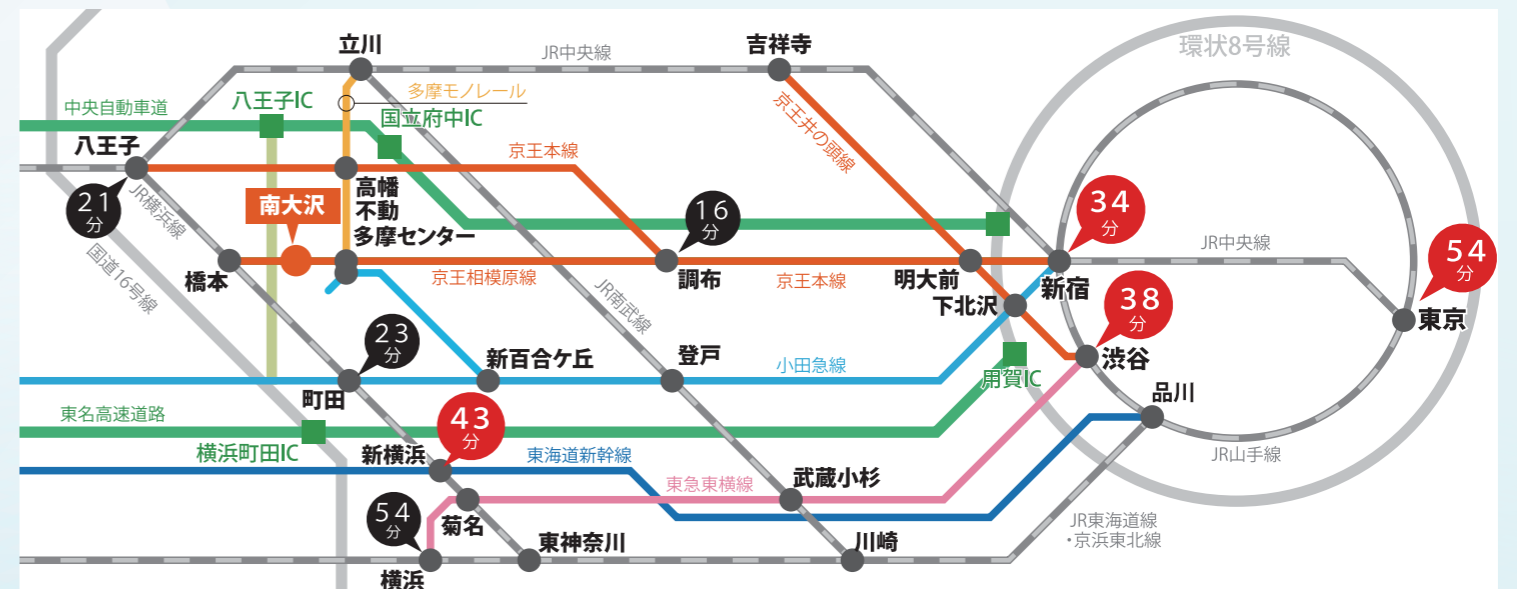 立川
JR中央線
吉祥寺
環状8号線
多摩モノレール
中央自動車道
八王子IC
国立府中IC
京王井の頭線
八王子
京王本線
21
分
JR横浜線
南大沢
高幡
不動
多摩センター
16
分
34
分
JR中央線
54
分
国道16号線
橋本
京王相模原線
JR南武線
調布
京王本線
明大前
新宿
下北沢
38
分
東京
23
分
新百合ケ丘
登戸
小田急線
渋谷
用賀IC
町田
品川
東名高速道路
43
分
横浜町田IC
新横浜
東海道新幹線
JR山手線
東急東横線
武蔵小杉
54
分
菊名
東神奈川
川崎
JR東海道線
・京浜東北線
横浜